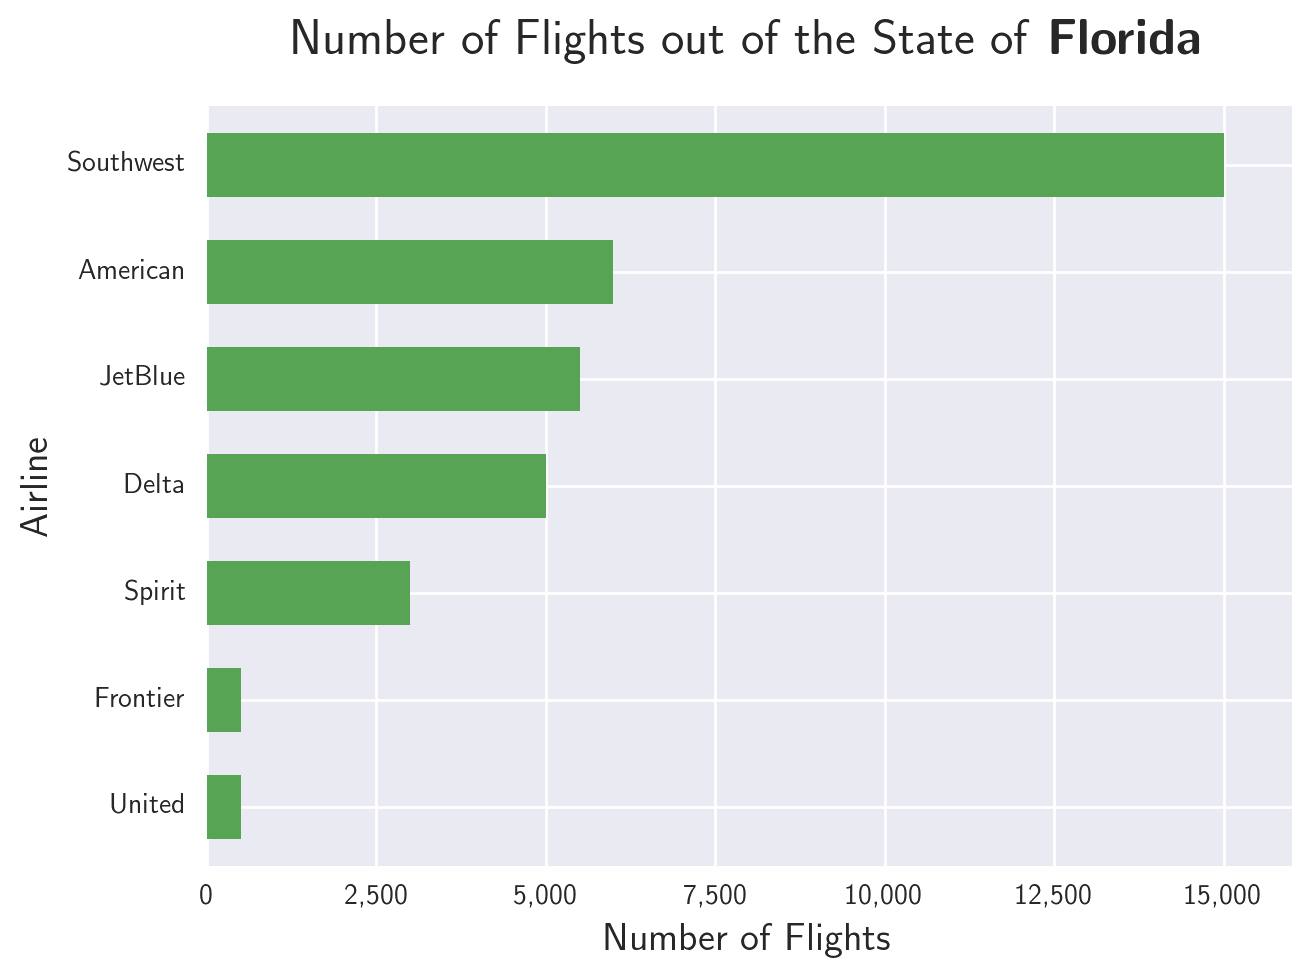 Number of Flights out of the State of Florida
Southwest
American
JetBlue
Delta
Spirit
Frontier
United
Airline
0 2,500 5,000 7,500 10,000 12,500 15,000
Number of Flights